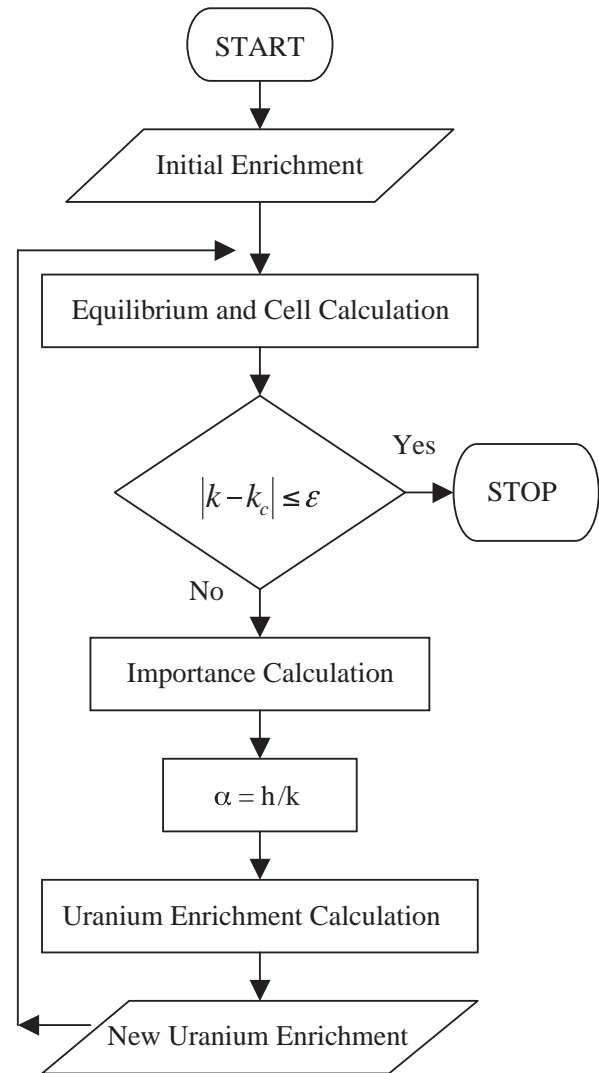 START
Initial Enrichment
Equilibrium and Cell Calculation
|k − k_c| ≤ ε
Yes
STOP
No
Importance Calculation
α = h/k
Uranium Enrichment Calculation
New Uranium Enrichment